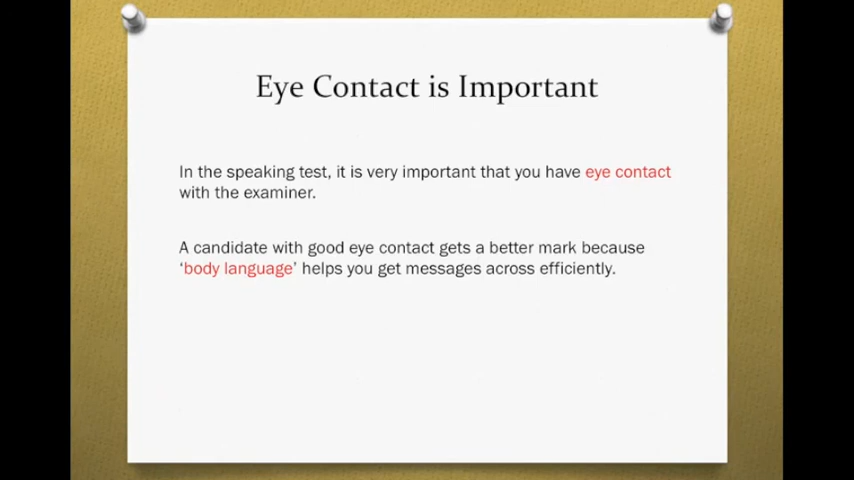 Eye Contact is Important
In the speaking test, it is very important that you have eye contact
with the examiner.
A candidate with good eye contact gets a better mark because
‘body language’ helps you get messages across efficiently.